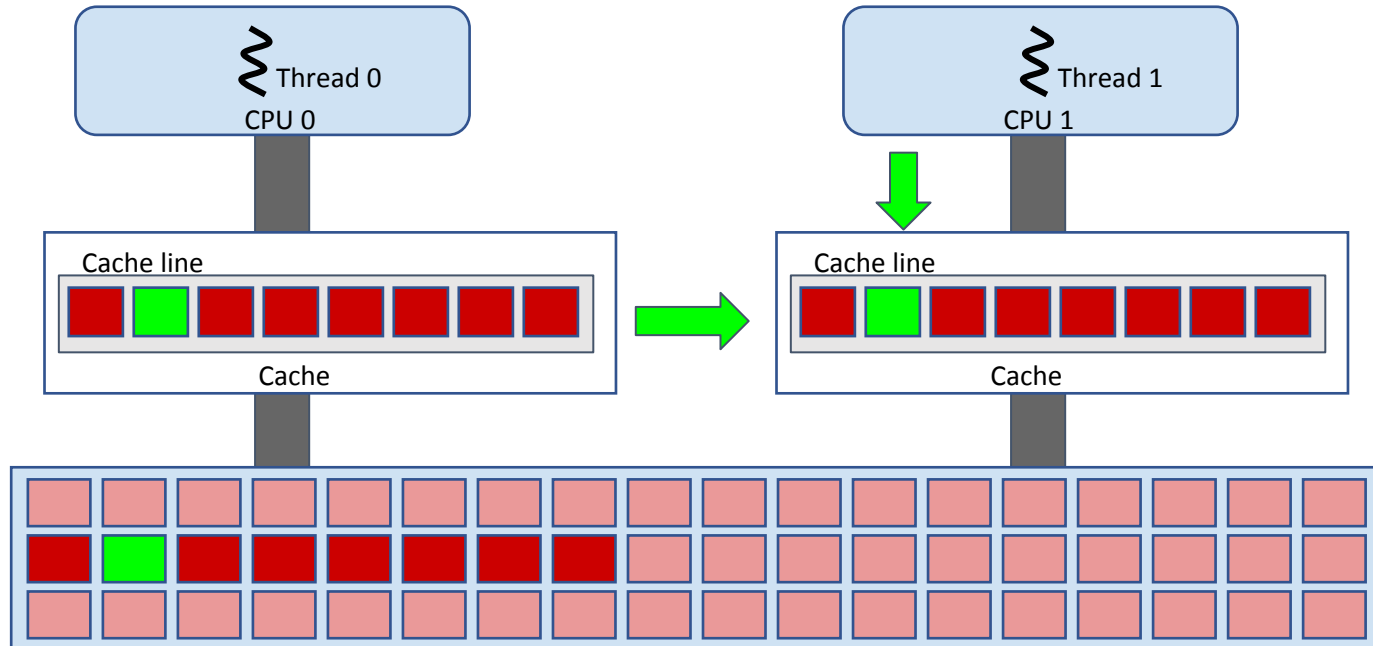 Thread 0
CPU 0
Thread 1
CPU 1
Cache line
Cache
Cache line
Cache